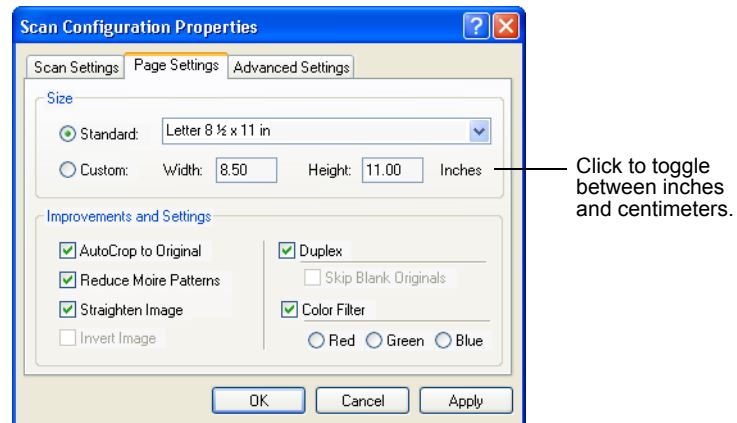 Scan Configuration Properties
Scan Settings Page Settings Advanced Settings
Size
Standard: Letter 8 ½ x 11 in
Custom: Width: 8.50 Height: 11.00 Inches
Click to toggle
between inches
and centimeters.
Improvements and Settings
AutoCrop to Original
Duplex
Reduce Moire Patterns
Skip Blank Originals
Straighten Image
Color Filter
Invert Image
Red Green Blue
OK Cancel Apply